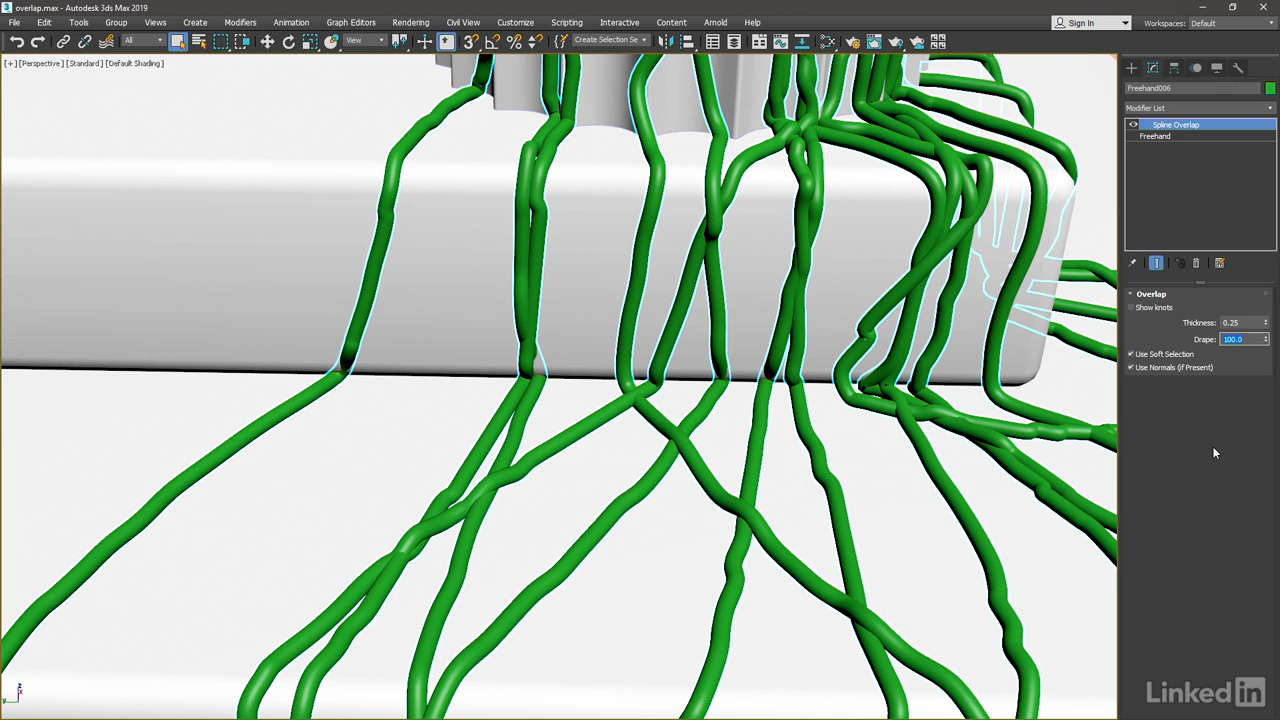 overlap.max - Autodesk 3ds Max 2019
File Edit Tools Group Views Create Modifiers Animation Graph Editors Rendering Civil View Customize Scripting Interactive Content Arnold Help
Sign In
Workspaces: Default
All
View
Create Selection Se
[+] [Perspective] [Standard] [Default Shading]
Freehand006
Modifier List
Spline Overlap
Freehand
Overlap
Show knots
Thickness: 0.25
Drape: 100.0
Use Soft Selection
Use Normals (if Present)
LinkedIn